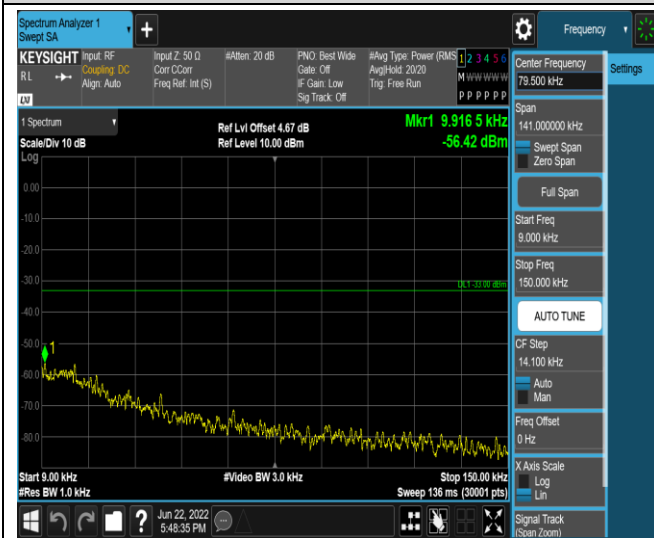 Spectrum Analyzer 1
Swept SA
Frequency
KEYSIGHT
RL
LXI
Input: RF
Coupling: DC
Align: Auto
Input Z: 50 Ω
Corr CCorr
Freq Ref: Int (S)
#Atten: 20 dB
PNO: Best Wide
Gate: Off
IF Gain: Low
Sig Track: Off
#Avg Type: Power (RMS
Avg|Hold: 20/20
Trig: Free Run
1 2 3 4 5 6
M W W W W W
P P P P P P
Center Frequency
79.500 kHz
Settings
1 Spectrum
Scale/Div 10 dB
Log
Ref Lvl Offset 4.67 dB
Ref Level 10.00 dBm
Mkr1 9.916 5 kHz
-56.42 dBm
Span
141.000000 kHz
Swept Span
Zero Span
Full Span
Start Freq
9.000 kHz
Stop Freq
150.000 kHz
AUTO TUNE
CF Step
14.100 kHz
Auto
Man
Freq Offset
0 Hz
X Axis Scale
Log
Lin
Signal Track
(Span Zoom)
0.00
-10.0
-20.0
-30.0
DL1 -33.00 dBm
-40.0
-50.0
1
-60.0
-70.0
-80.0
Start 9.00 kHz
#Res BW 1.0 kHz
#Video BW 3.0 kHz
Stop 150.00 kHz
Sweep 136 ms (30001 pts)
?
Jun 22, 2022
5:48:35 PM